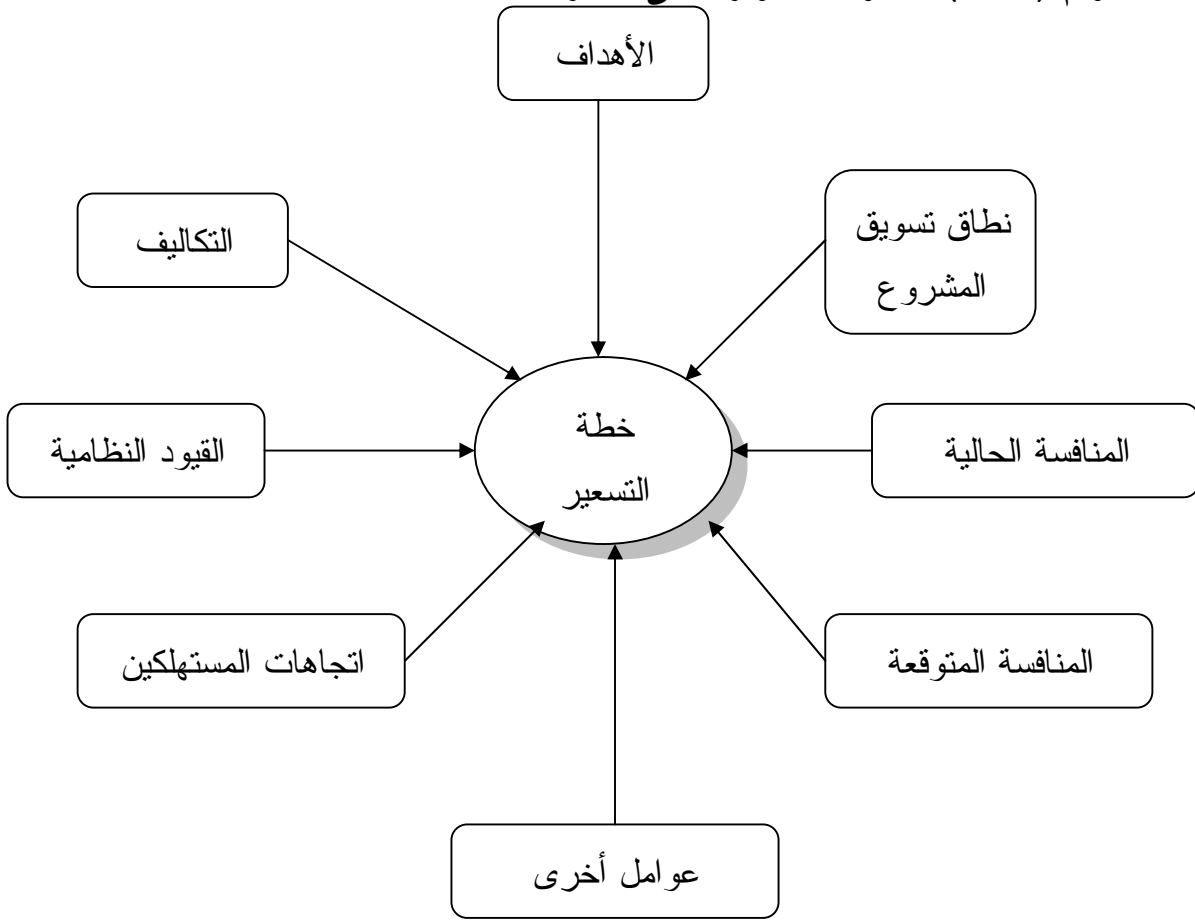 الأهداف
نطاق تسويق
المشروع
التكاليف
خطة
التسعير
المنافسة الحالية
القيود النظامية
المنافسة المتوقعة
اتجاهات المستهلكين
عوامل أخرى